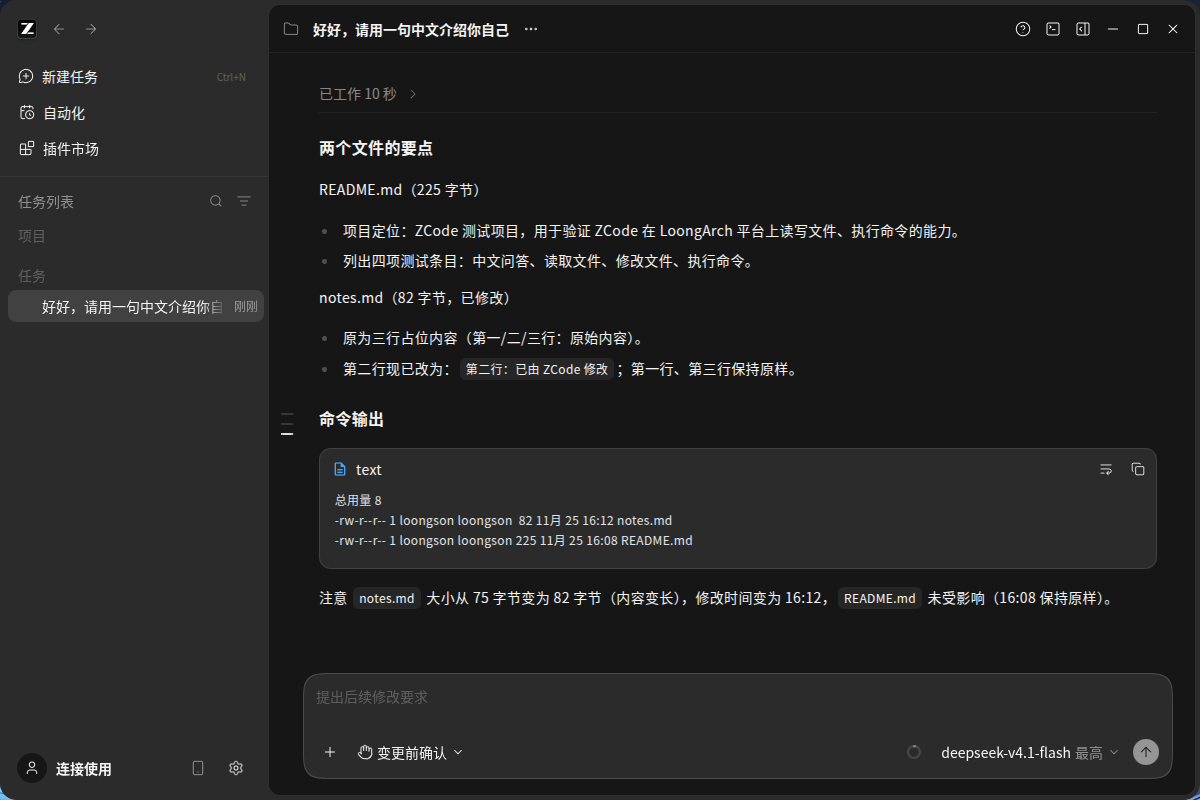 Z
好好，请用一句中文介绍你自己 ···
新建任务 Ctrl+N
自动化
插件市场
任务列表
项目
任务
好好，请用一句中文介绍你自 刚刚
连接使用
已工作 10 秒
两个文件的要点
README.md（225 字节）
项目定位：ZCode 测试项目，用于验证 ZCode 在 LoongArch 平台上读写文件、执行命令的能力。
列出四项测试条目：中文问答、读取文件、修改文件、执行命令。
notes.md（82 字节，已修改）
原为三行占位内容（第一/二/三行：原始内容）。
第二行现已改为： 第二行：已由 ZCode 修改 ；第一行、第三行保持原样。
命令输出
text
总用量 8
-rw-r--r-- 1 loongson loongson  82 11月 25 16:12 notes.md
-rw-r--r-- 1 loongson loongson 225 11月 25 16:08 README.md
注意 notes.md 大小从 75 字节变为 82 字节（内容变长），修改时间变为 16:12， README.md 未受影响（16:08 保持原样）。
提出后续修改要求
变更前确认
deepseek-v4.1-flash 最高